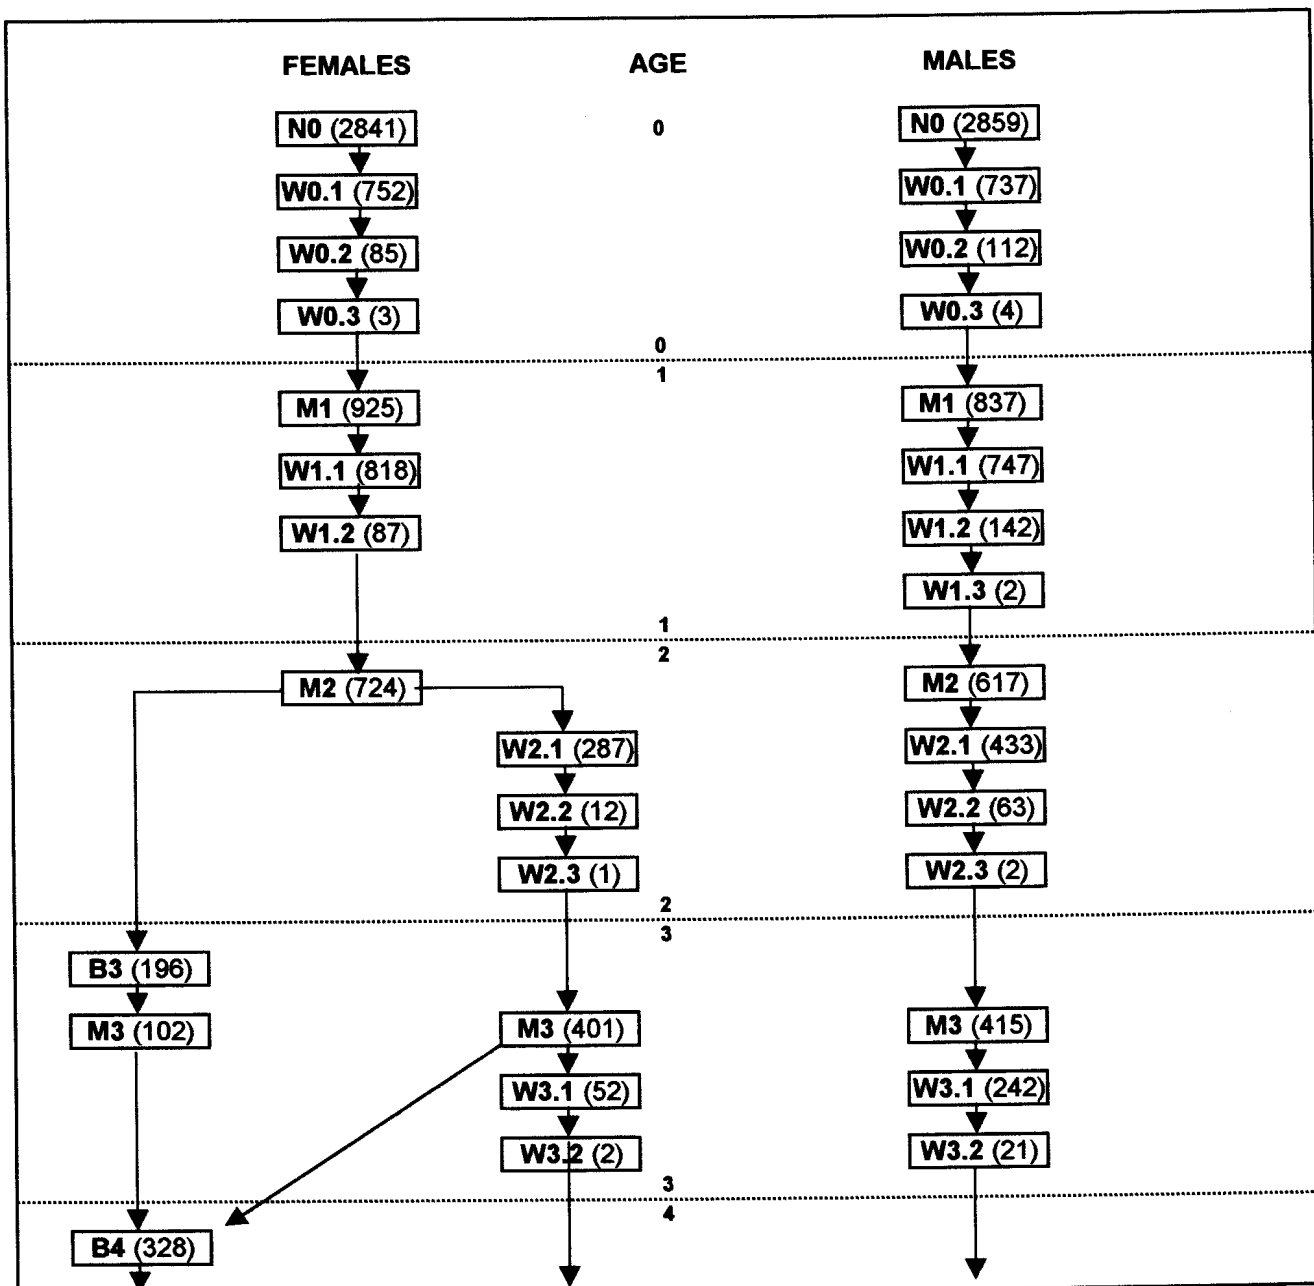 FEMALES AGE MALES
N0 (2841) 0 N0 (2859)
W0.1 (752) W0.1 (737)
W0.2 (85) W0.2 (112)
W0.3 (3) W0.3 (4)
0
1
M1 (925) M1 (837)
W1.1 (818) W1.1 (747)
W1.2 (87) W1.2 (142)
W1.3 (2)
1
2
M2 (724) M2 (617)
W2.1 (287) W2.1 (433)
W2.2 (12) W2.2 (63)
W2.3 (1) W2.3 (2)
2
3
B3 (196)
M3 (102) M3 (401) M3 (415)
W3.1 (52) W3.1 (242)
W3.2 (2) W3.2 (21)
3
4
B4 (328)